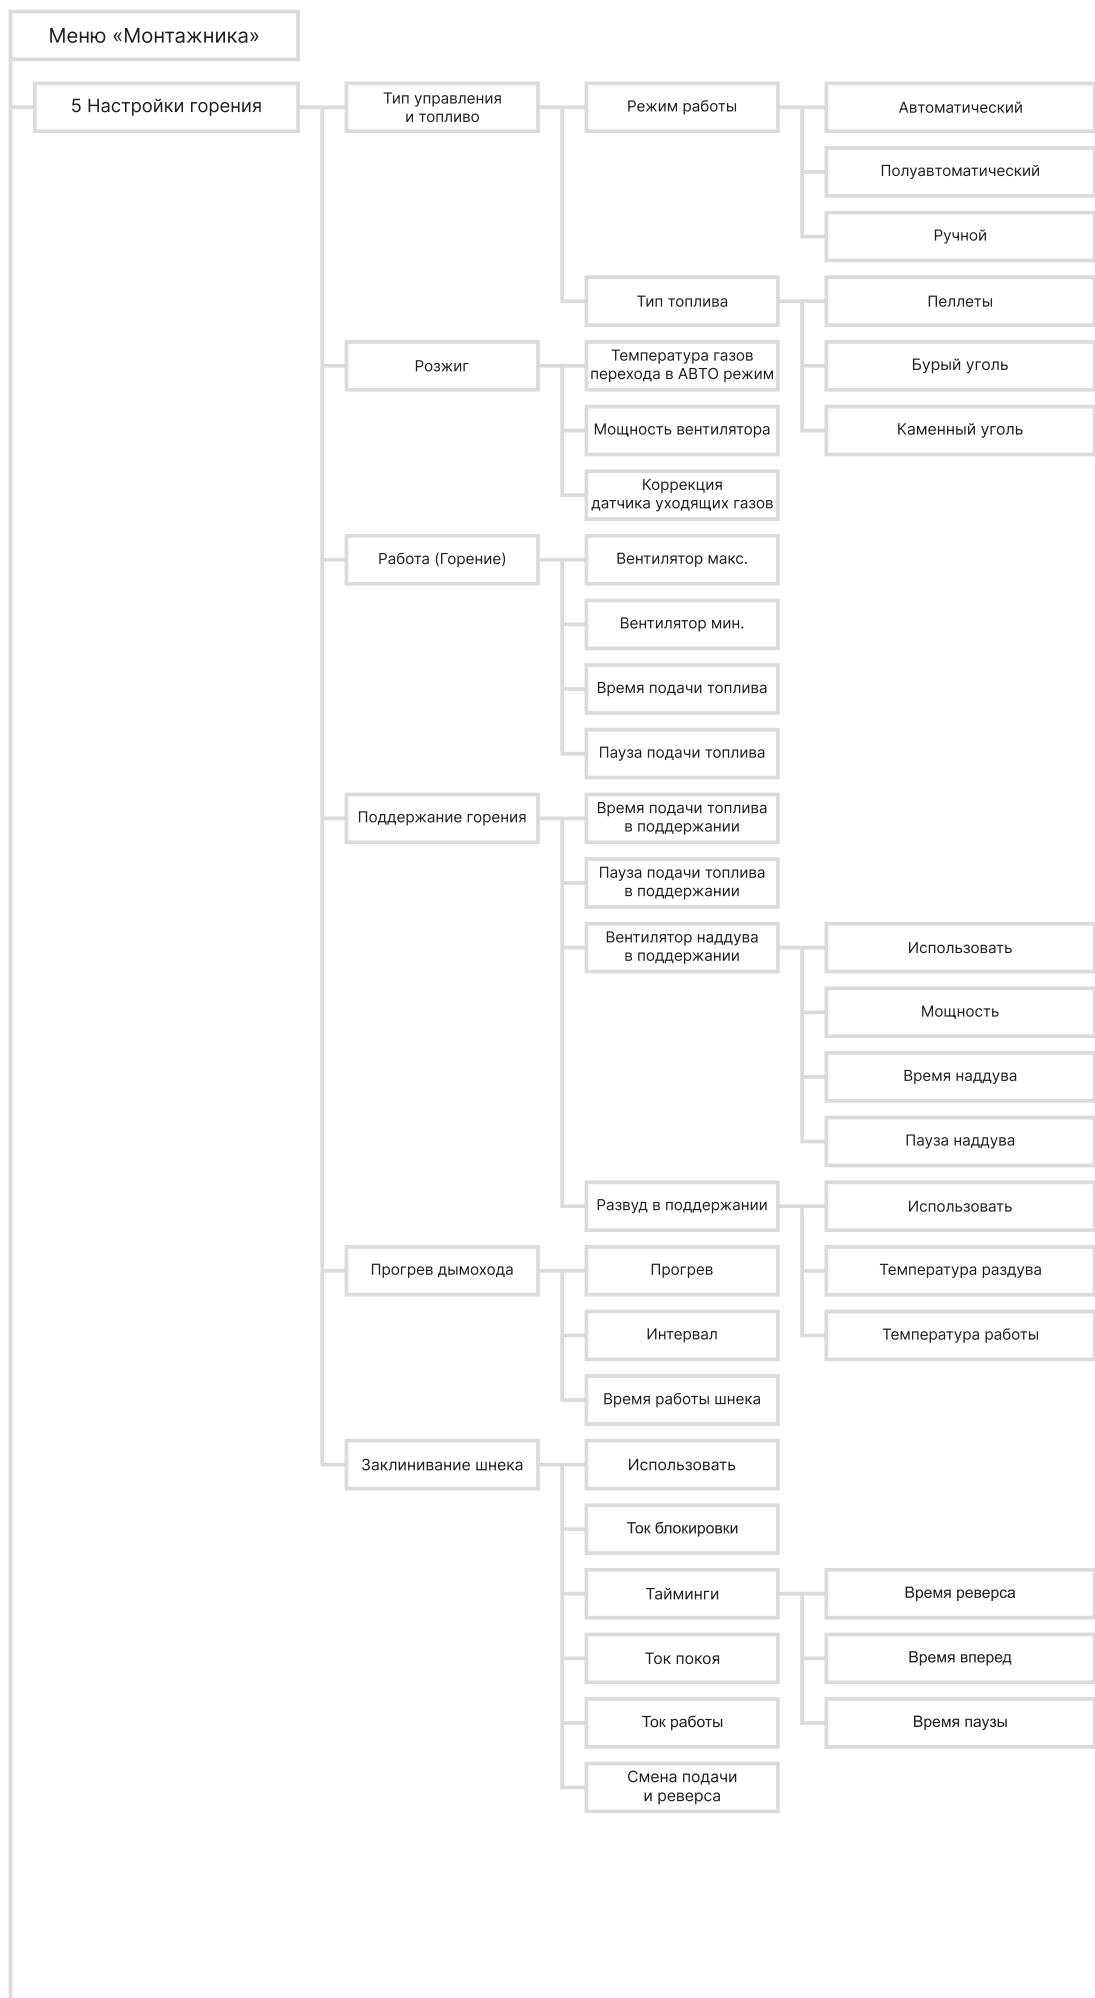 Меню «Монтажника»
5 Настройки горения
Тип управления
и топливо
Режим работы
Автоматический
Полуавтоматический
Ручной
Тип топлива
Пеллеты
Бурый уголь
Каменный уголь
Розжиг
Температура газов
перехода в АВТО режим
Мощность вентилятора
Коррекция
датчика уходящих газов
Работа (Горение)
Вентилятор макс.
Вентилятор мин.
Время подачи топлива
Пауза подачи топлива
Поддержание горения
Время подачи топлива
в поддержании
Пауза подачи топлива
в поддержании
Вентилятор наддува
в поддержании
Использовать
Мощность
Время наддува
Пауза наддува
Развуд в поддержании
Использовать
Температура раздува
Температура работы
Прогрев дымохода
Прогрев
Интервал
Время работы шнека
Заклинивание шнека
Использовать
Ток блокировки
Тайминги
Время реверса
Время вперед
Время паузы
Ток покоя
Ток работы
Смена подачи
и реверса